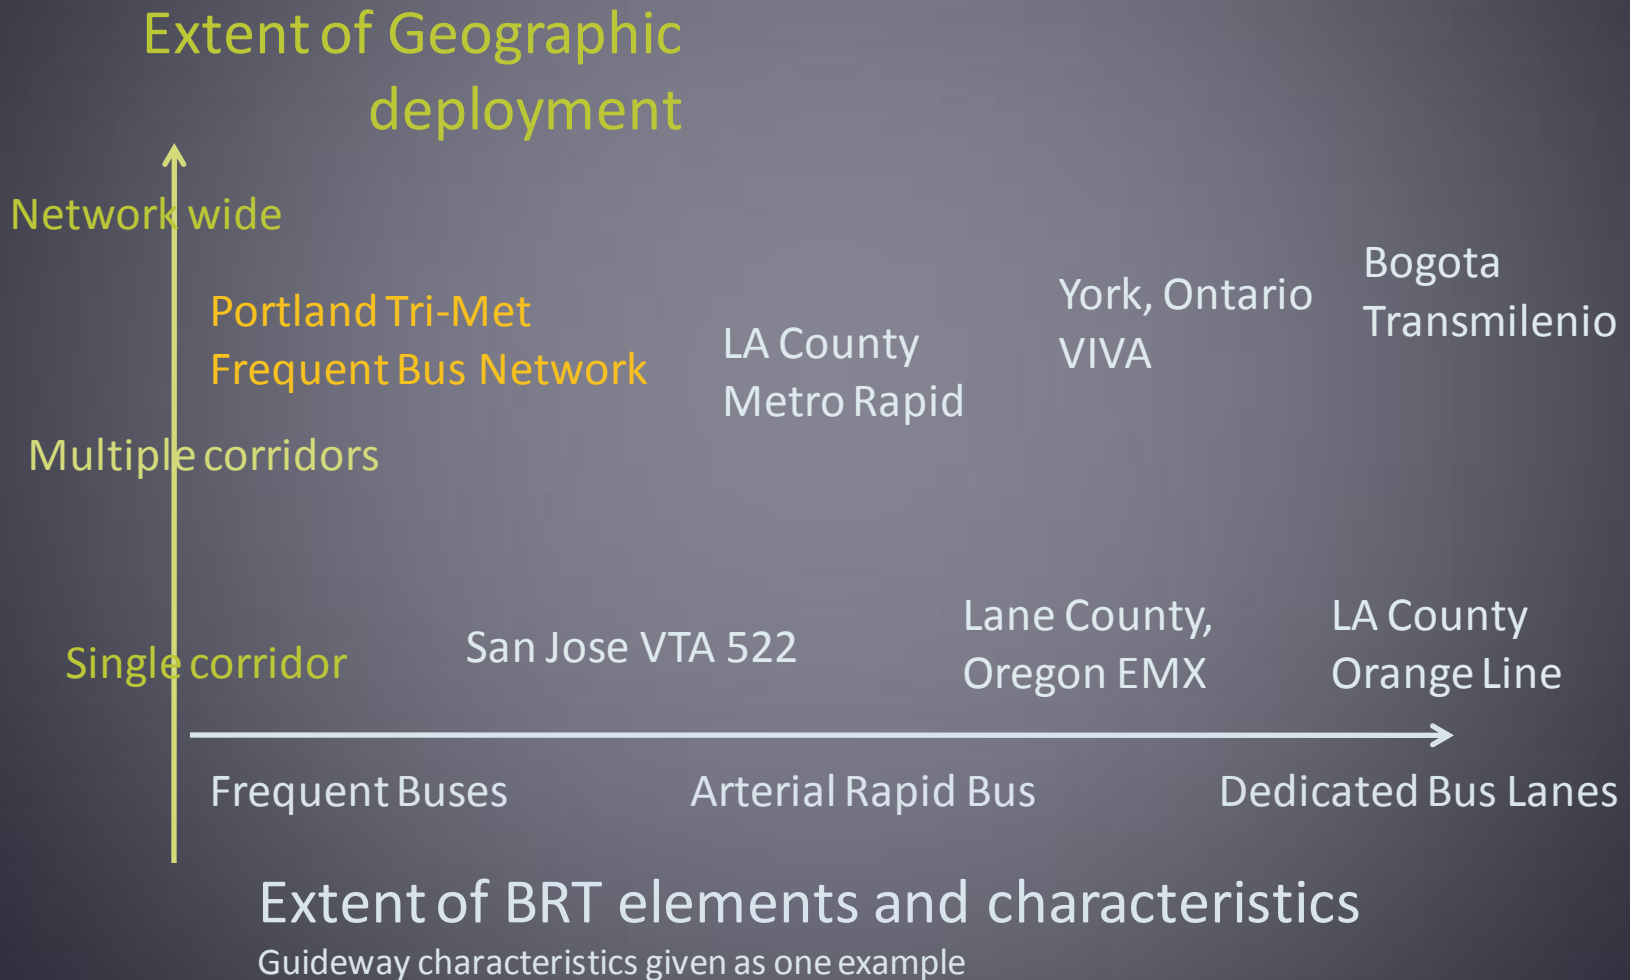 Extent of Geographic
deployment
Network wide
Portland Tri-Met
Frequent Bus Network
LA County
Metro Rapid
York, Ontario
VIVA
Bogota
Transmilenio
Multiple corridors
Single corridor
San Jose VTA 522
Lane County,
Oregon EMX
LA County
Orange Line
Frequent Buses
Arterial Rapid Bus
Dedicated Bus Lanes
Extent of BRT elements and characteristics
Guideway characteristics given as one example